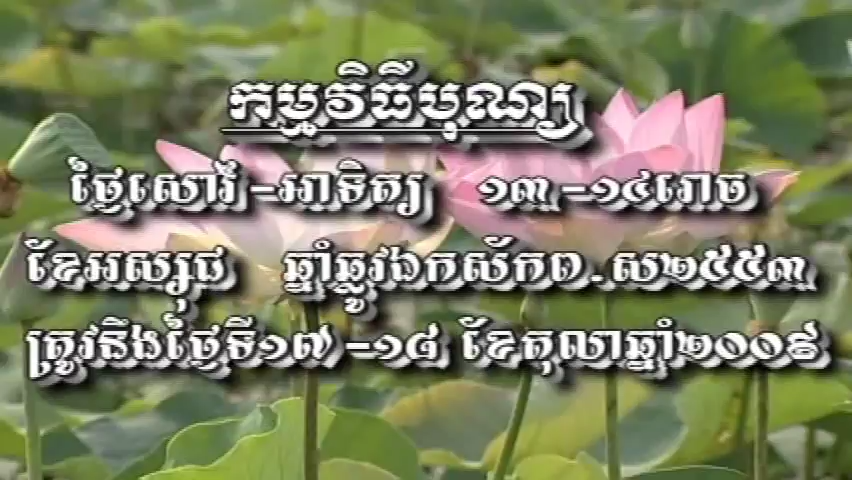 កម្មវិធីបុណ្យ
ថ្ងៃសៅរ៍-អាទិត្យ ១៣-១៤រោច
ខែអស្សុជ ឆ្នាំឆ្លូវឯកស័កព.ស២៥៥៣
ត្រូវនិងថ្ងៃទី១៧-១៨ ខែតុលាឆ្នាំ២០០៩